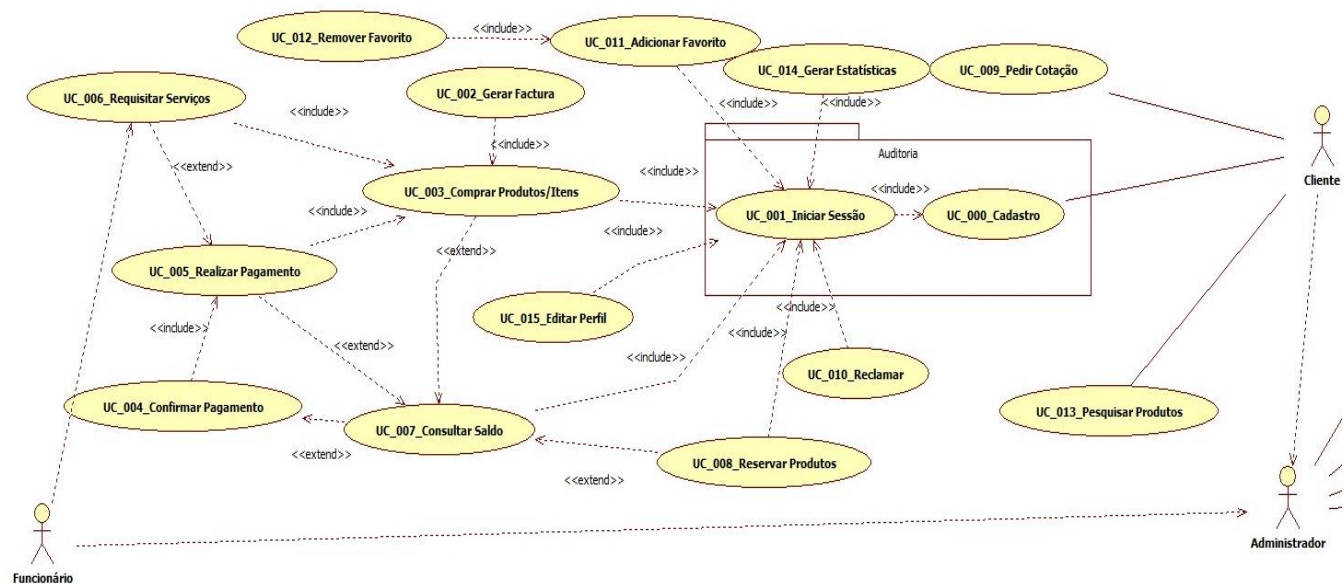 UC_012_Remover Favorito
<<include>>
UC_011_Adicionar Favorito
UC_014_Gerar Estatísticas
UC_009_Pedir Cotação
UC_006_Requisitar Serviços
UC_002_Gerar Factura
<<include>>
<<include>>
<<include>>
<<include>>
<<include>>
Auditoria
<<extend>>
UC_003_Comprar Produtos/Itens
<<include>>
<<include>>
Cliente
<<include>>
UC_001_Iniciar Sessão
UC_000_Cadastro
<<include>>
<<extend>>
UC_005_Realizar Pagamento
<<include>>
UC_015_Editar Perfil
<<include>>
<<include>>
<<extend>>
<<include>>
UC_010_Reclamar
UC_004_Confirmar Pagamento
UC_013_Pesquisar Produtos
UC_007_Consultar Saldo
<<extend>>
UC_008_Reservar Produtos
<<extend>>
Administrador
Funcionário